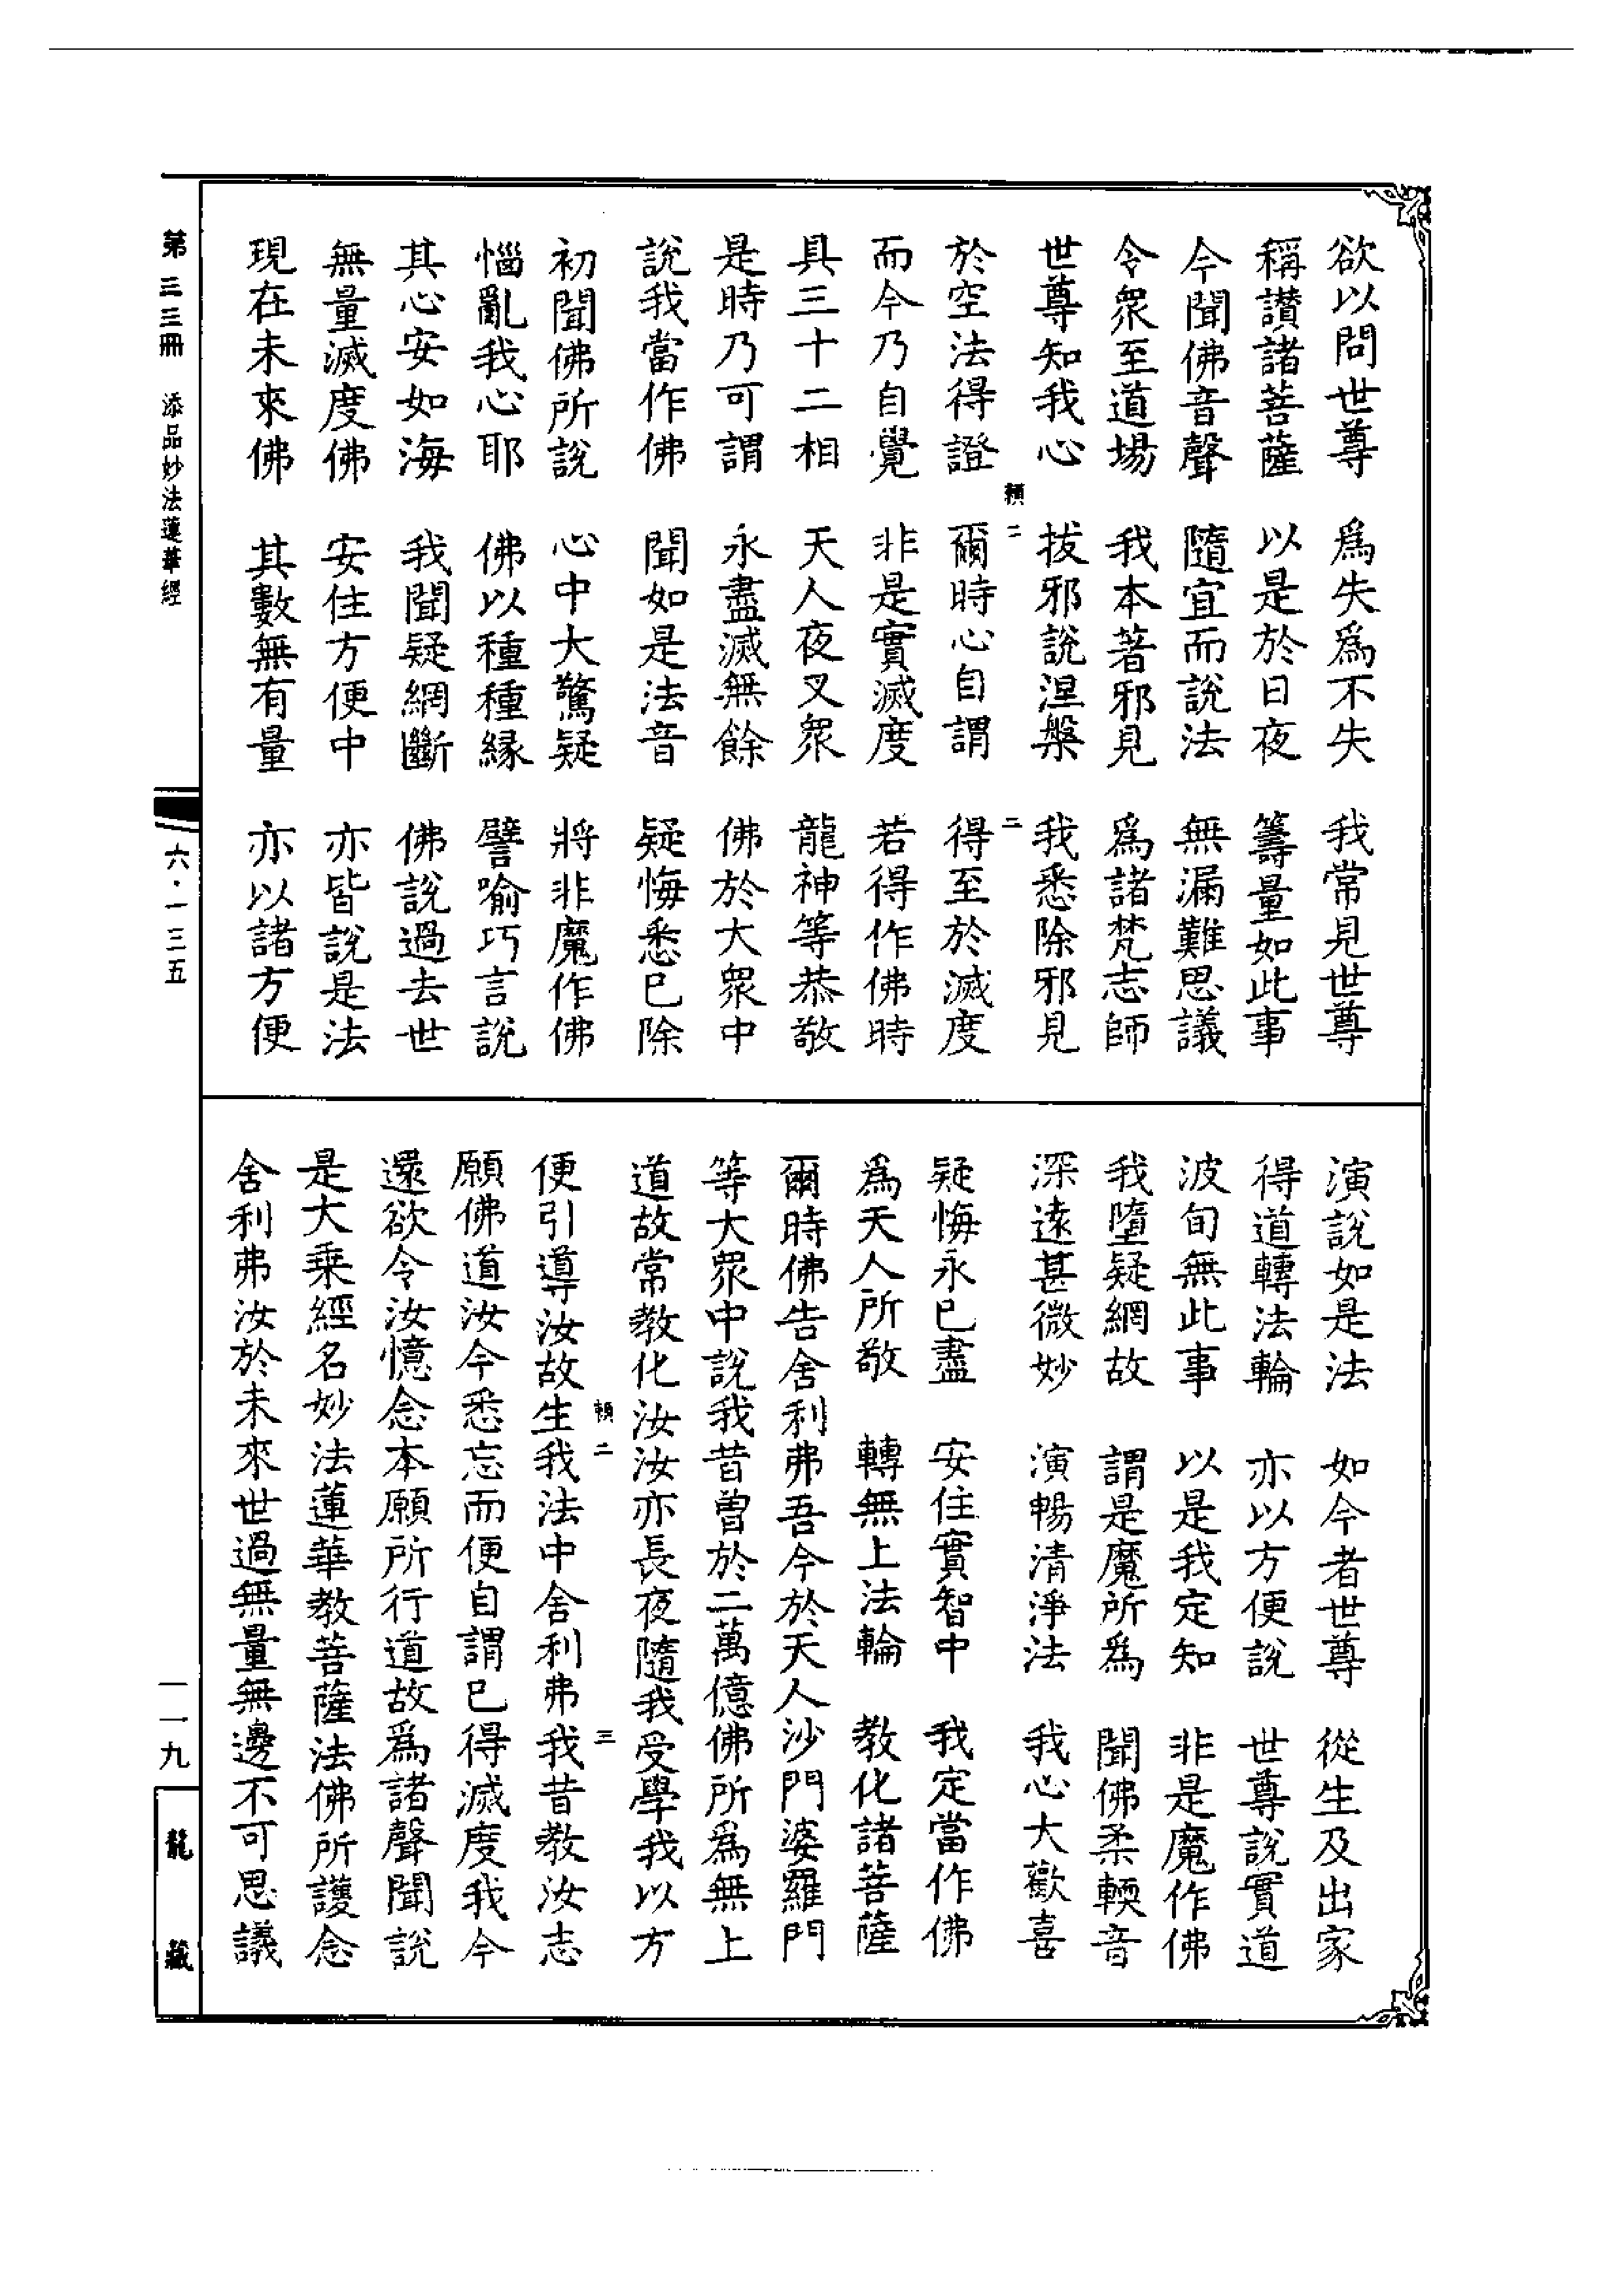 欲以問世尊　爲失爲不失　我常見世尊
稱讃諸菩薩　以是於日夜　籌量如此事
今聞佛音聲　隨宜而說法　無漏難思議
令衆至道場　我本著邪見　爲諸梵志師
世尊知我心　拔邪說涅槃　我悉除邪見
頼二　二
於空法得證　爾時心自謂　得至於滅度
而今乃自覺　非是實滅度　若得作佛時
具三十二相　天人夜叉衆　龍神等恭敬
是時乃可謂　永盡滅無餘　佛於大衆中
說我當作佛　聞如是法音　疑悔悉已除
初聞佛所說　心中大驚疑　將非魔作佛
惱亂我心耶　佛以種種緣　譬喻巧言說
其心安如海　我聞疑網斷　佛說過去世
無量滅度佛　安住方便中　亦皆說是法
現在未來佛　其數無有量　亦以諸方便
演說如是法　如今者世尊　從生及出家
得道轉法輪　亦以方便說　世尊說實道
波旬無此事　以是我定知　非是魔作佛
我墮疑網故　謂是魔所爲　聞佛柔輭音
深遠甚微妙　演暢清淨法　我心大歡喜
疑悔永已盡　安住實智中　我定當作佛
爲天人所敬　轉無上法輪　教化諸菩薩
爾時佛告舍利弗吾今於天人沙門婆羅門
等大衆中說我昔曾於二萬億佛所爲無上
道故常教化汝汝亦長夜隨我受學我以方
頼二　三
便引導汝故生我法中舍利弗我昔教汝志
願佛道汝今悉忘而便自謂已得滅度我今
還欲令汝憶念本願所行道故爲諸聲聞說
是大乗經名妙法蓮華教菩薩法佛所護念
舍利弗汝於未來世過無量無邊不可思議
第三三冊　添品妙法蓮華經
六·一三五
一一九
龍藏